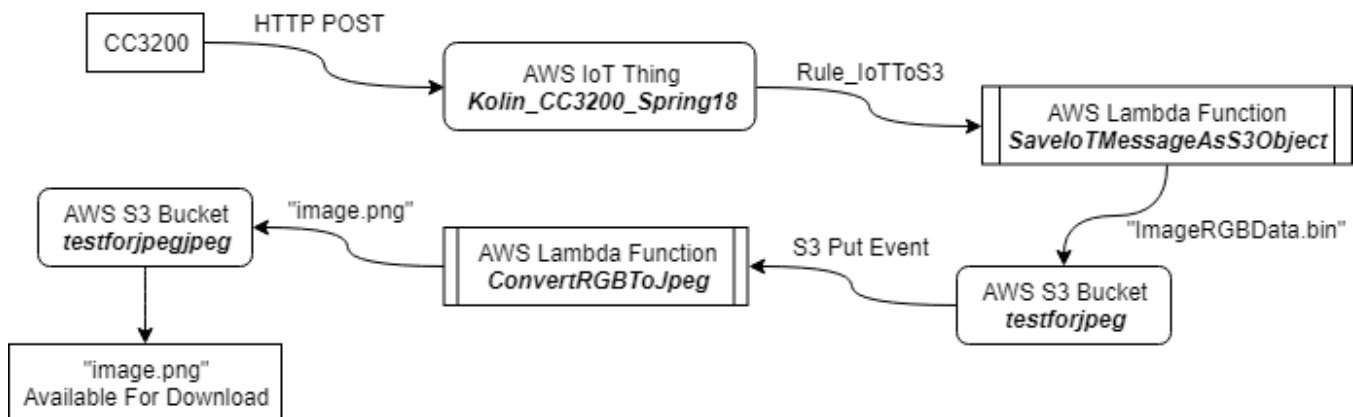 CC3200
HTTP POST
AWS IoT Thing
Kolin_CC3200_Spring18
Rule_IoTToS3
AWS Lambda Function
SaveIoTMessageAsS3Object
"ImageRGBData.bin"
AWS S3 Bucket
testforjpeg
S3 Put Event
AWS Lambda Function
ConvertRGBToJpeg
"image.png"
AWS S3 Bucket
testforjpegjpeg
"image.png"
Available For Download